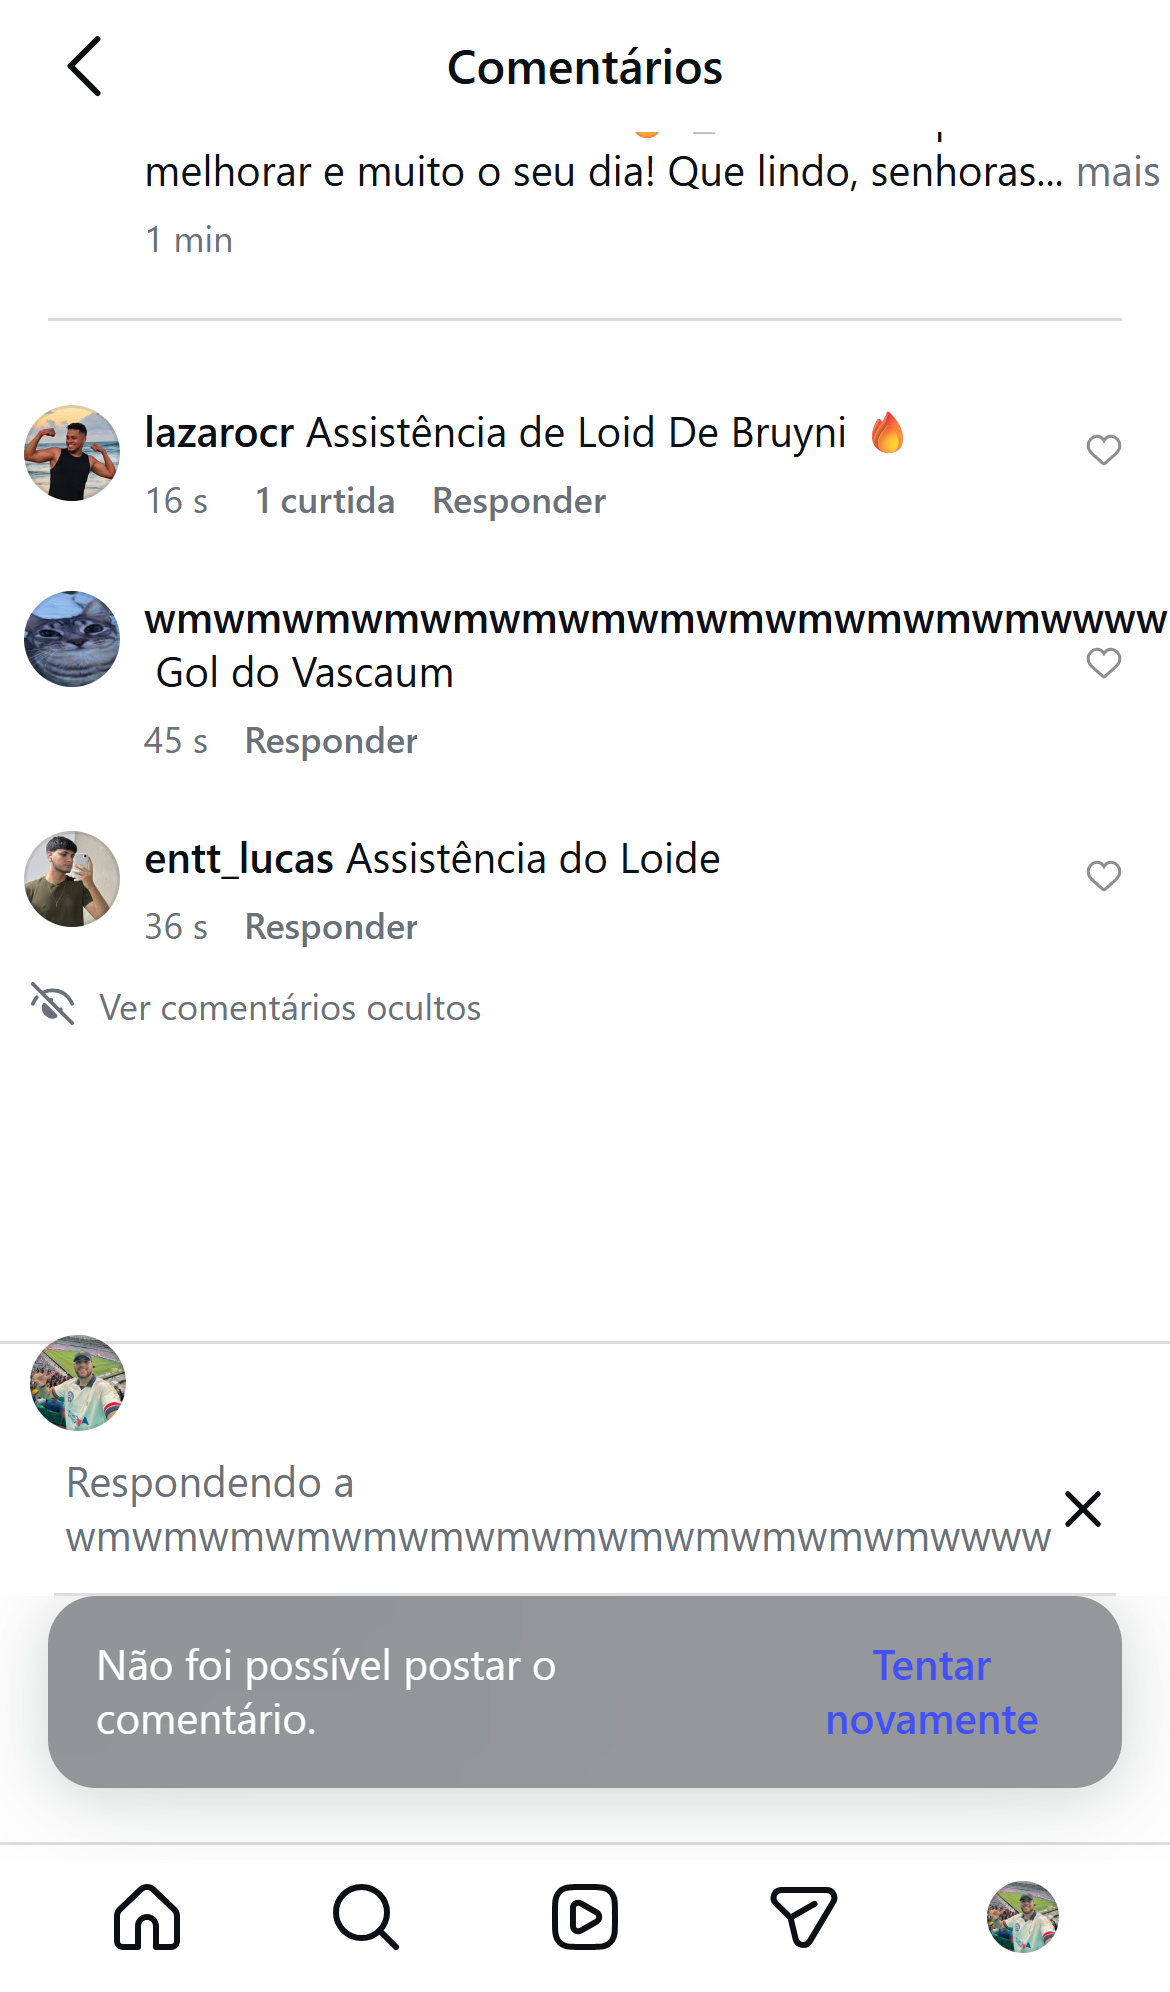 Comentários
melhorar e muito o seu dia! Que lindo, senhoras... mais
1 min
lazarocr Assistência de Loid De Bruyni 🔥
16 s 1 curtida Responder
wmwmwmwmwmwmwmwmwmwmwmwmwmwmwwww
Gol do Vascaum
45 s Responder
entt_lucas Assistência do Loide
36 s Responder
Ver comentários ocultos
Respondendo a
wmwmwmwmwmwmwmwmwmwmwmwmwmwmwwww
Não foi possível postar o
comentário.
Tentar
novamente